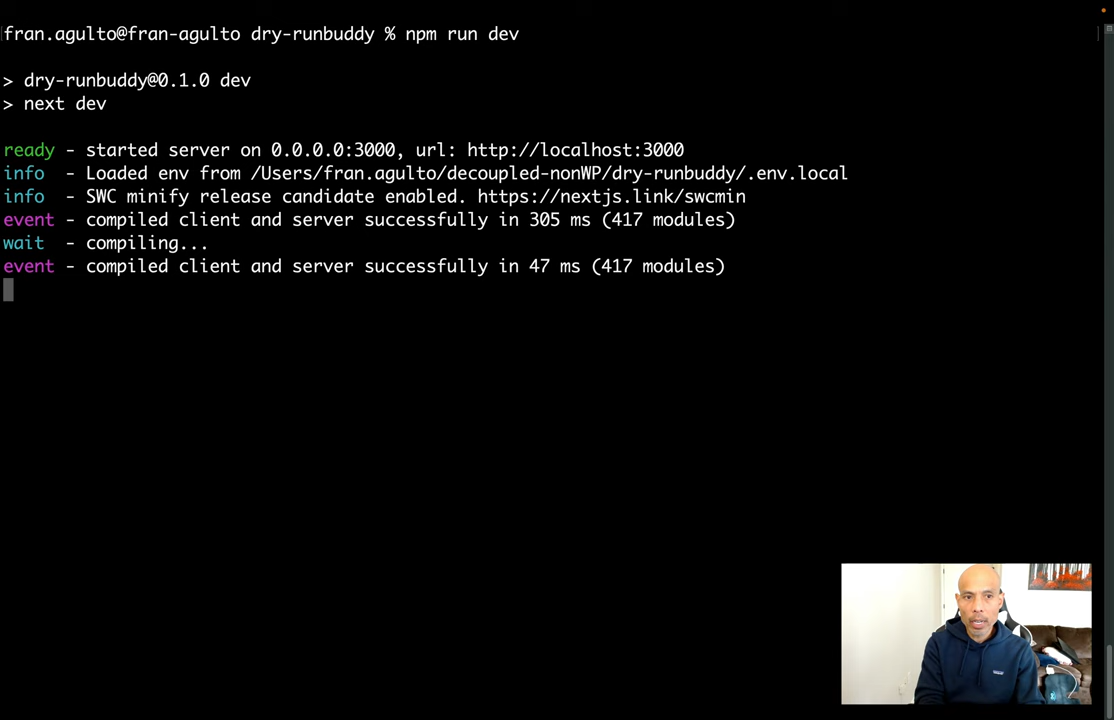 fran.agulto@fran-agulto dry-runbuddy % npm run dev
> dry-runbuddy@0.1.0 dev
> next dev
ready - started server on 0.0.0.0:3000, url: http://localhost:3000
info - Loaded env from /Users/fran.agulto/decoupled-nonWP/dry-runbuddy/.env.local
info - SWC minify release candidate enabled. https://nextjs.link/swcmin
event - compiled client and server successfully in 305 ms (417 modules)
wait - compiling...
event - compiled client and server successfully in 47 ms (417 modules)